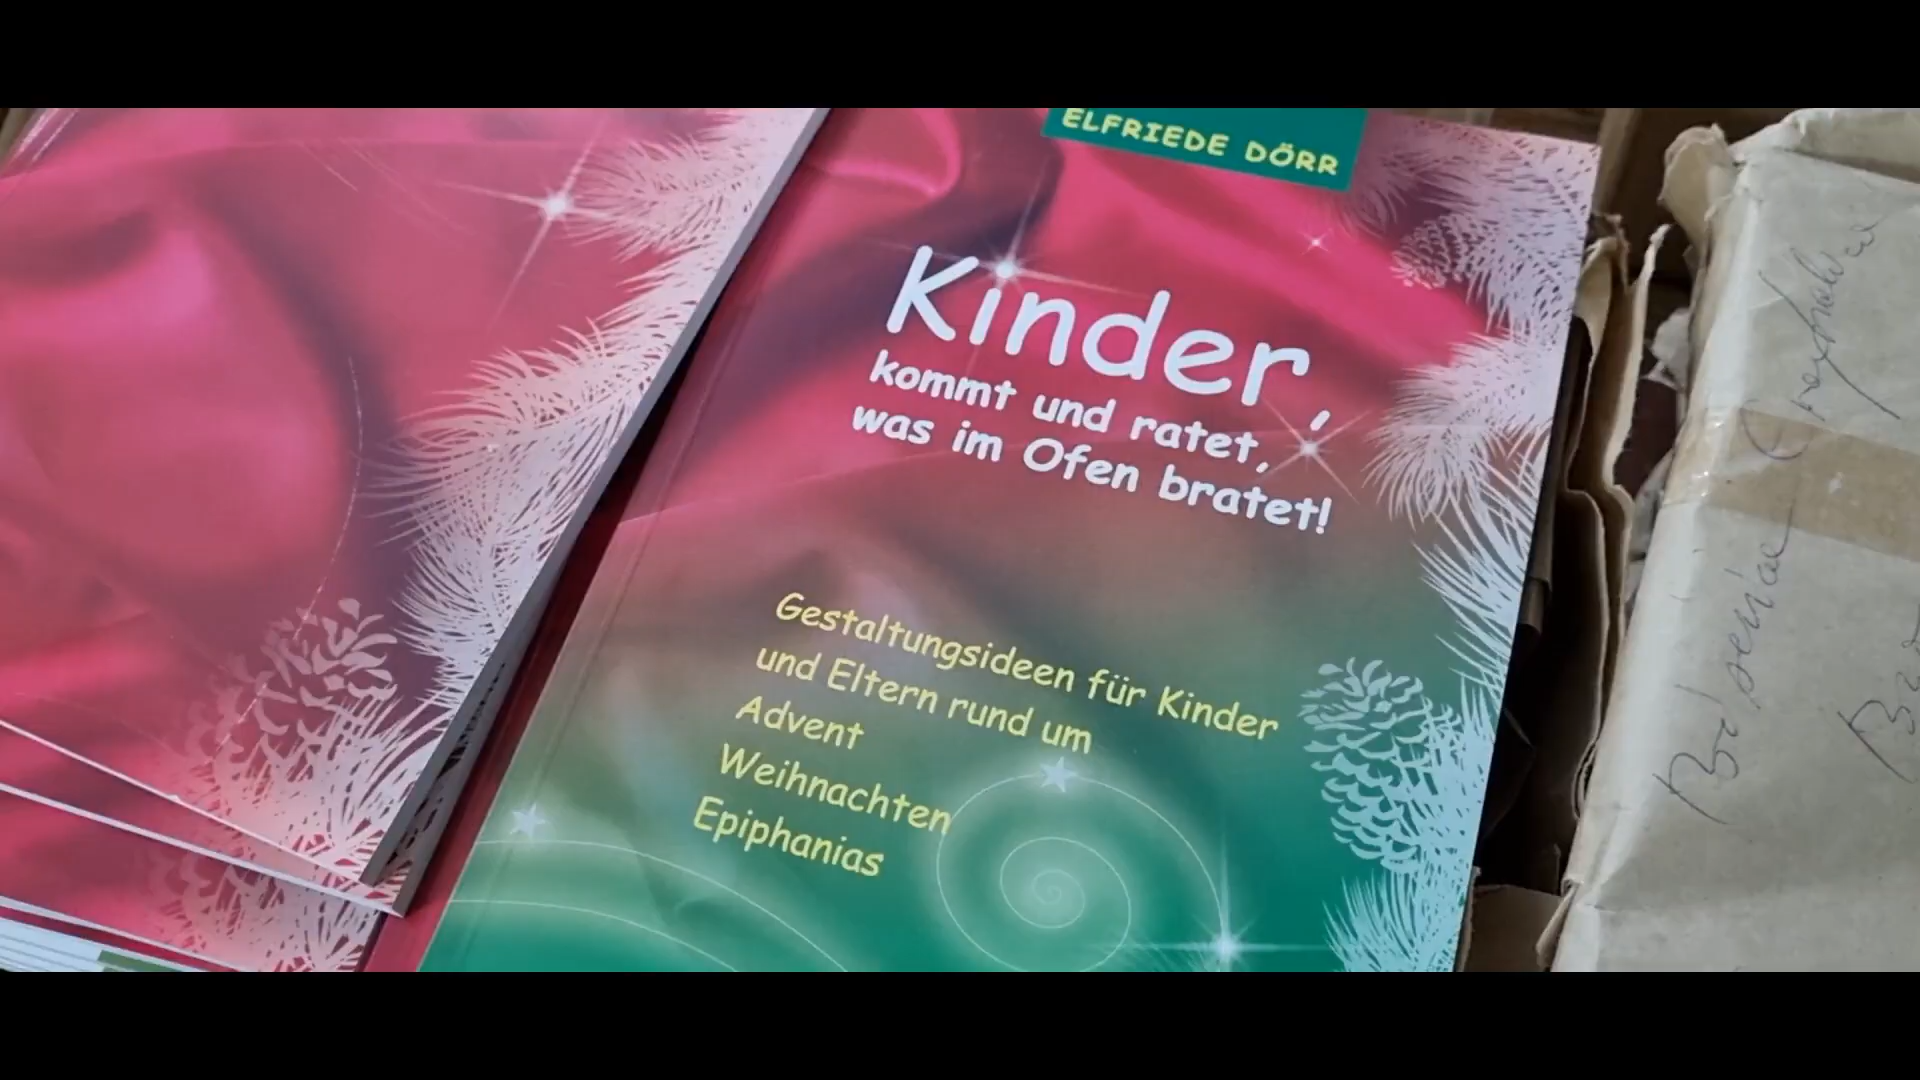 ELFRIEDE DÖRR
Kinder,
kommt und ratet,
was im Ofen bratet!
Gestaltungsideen für Kinder
und Eltern rund um
Advent
Weihnachten
Epiphanias